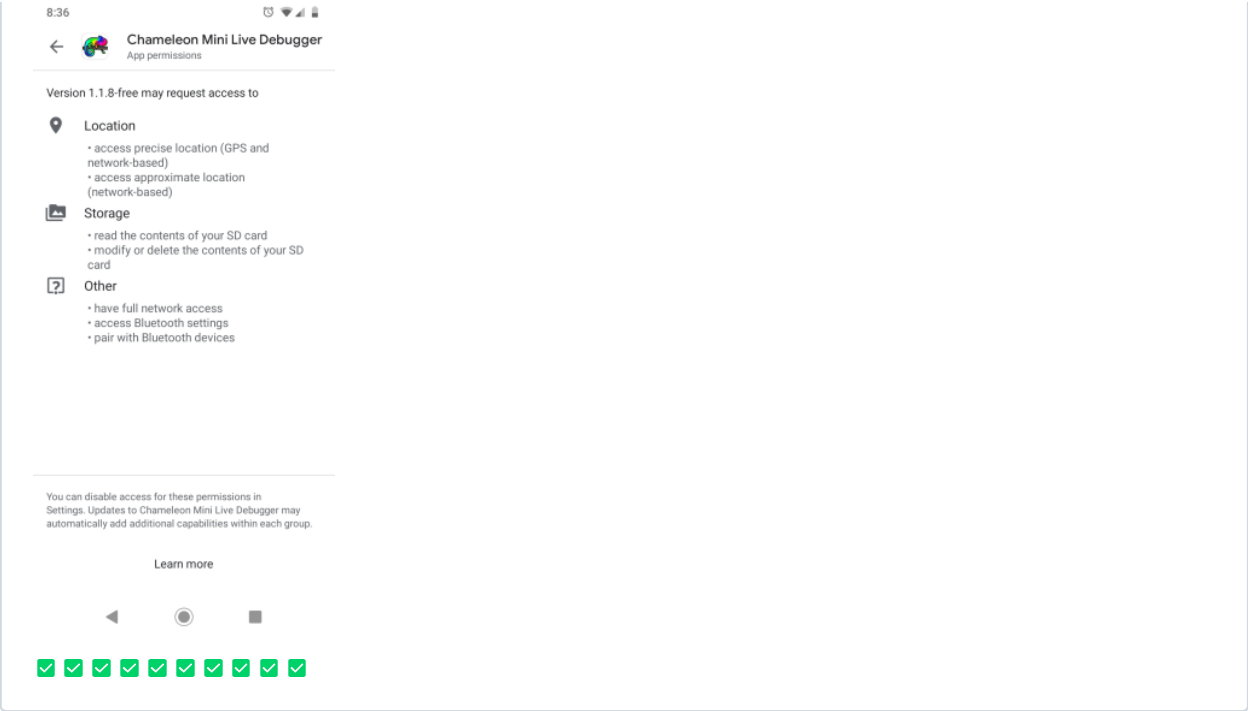 8:36
Chameleon Mini Live Debugger
App permissions
Version 1.1.8-free may request access to
Location
• access precise location (GPS and
network-based)
• access approximate location
(network-based)
Storage
• read the contents of your SD card
• modify or delete the contents of your SD
card
Other
• have full network access
• access Bluetooth settings
• pair with Bluetooth devices
You can disable access for these permissions in
Settings. Updates to Chameleon Mini Live Debugger may
automatically add additional capabilities within each group.
Learn more